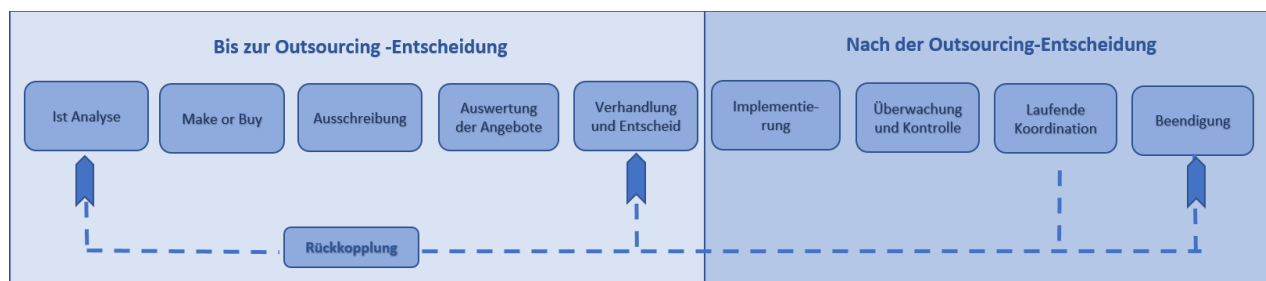 Bis zur Outsourcing -Entscheidung
Nach der Outsourcing-Entscheidung
Ist Analyse
Make or Buy
Ausschreibung
Auswertung
der Angebote
Verhandlung
und Entscheid
Implementie-
rung
Überwachung
und Kontrolle
Laufende
Koordination
Beendigung
Rückkopplung